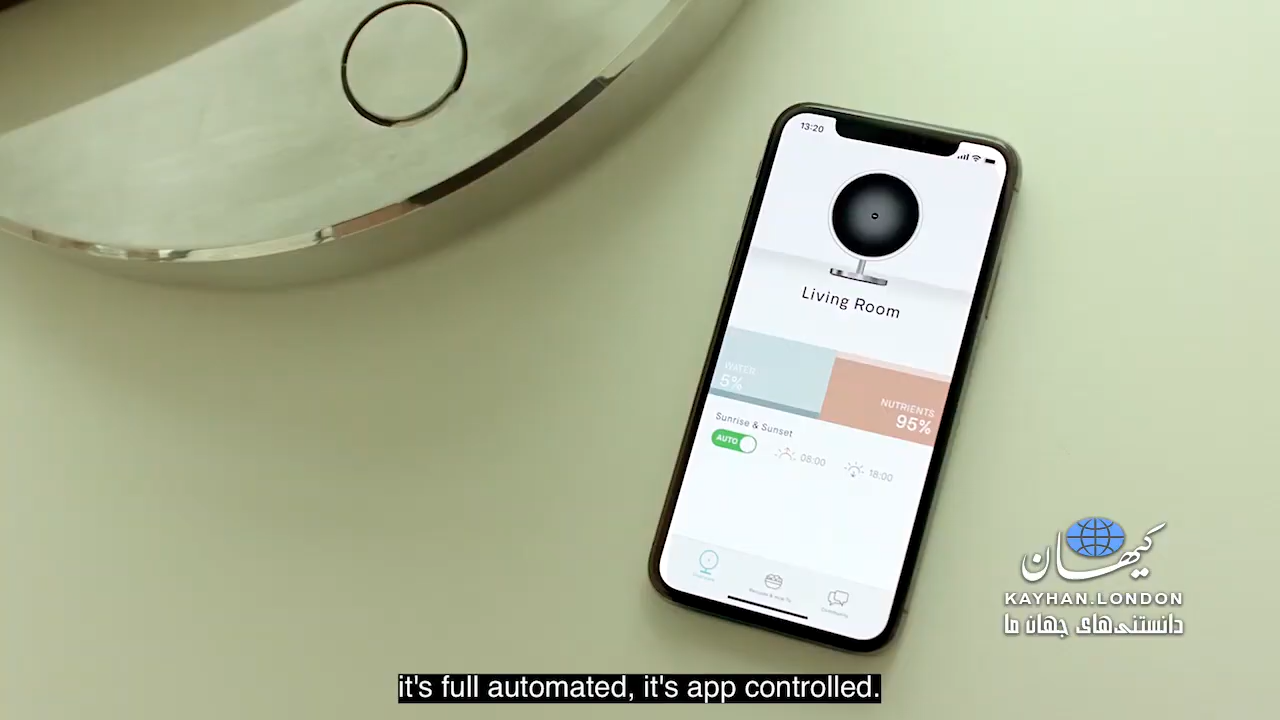 13:20
Living Room
WATER
5%
NUTRIENTS
95%
Sunrise & Sunset
AUTO
08:00
18:00
کیهان
KAYHAN.LONDON
دانستنی‌های جهان ما
it's full automated, it's app controlled.